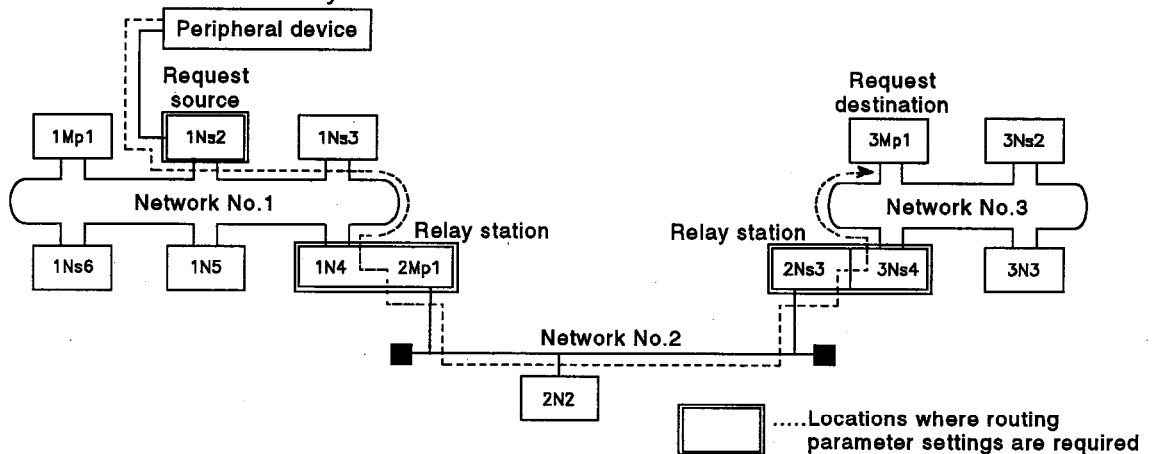 Peripheral device
Request
source
Request
destination
1Mp1
1Ns2
1Ns3
3Mp1
3Ns2
Network No.1
Network No.3
Relay station
Relay station
1Ns6
1N5
1N4
2Mp1
2Ns3
3Ns4
3N3
Network No.2
2N2
.....Locations where routing
parameter settings are required